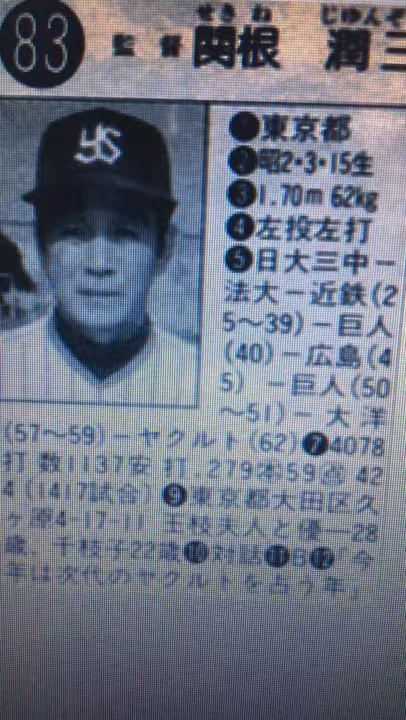 せき ね じゅんぞ
83 監督 関根 潤三
YS
❶東京都
❷昭2・3・15生
❸1.70m 62kg
❹左投左打
❺日大三中－
法大－近鉄(2
5〜39)－巨人
(40)－広島(4
5)－巨人(50
〜51)－大洋
(57〜59)－ヤクルト(62)❼4078
打数1137安打.279本59点42
4(1417試合)❾東京都大田区久
ヶ原4-17-11 王枝夫人と優一28
歳、千枝子22歳❿対話⓫B⓬「今
年は次代のヤクルトを占う年」